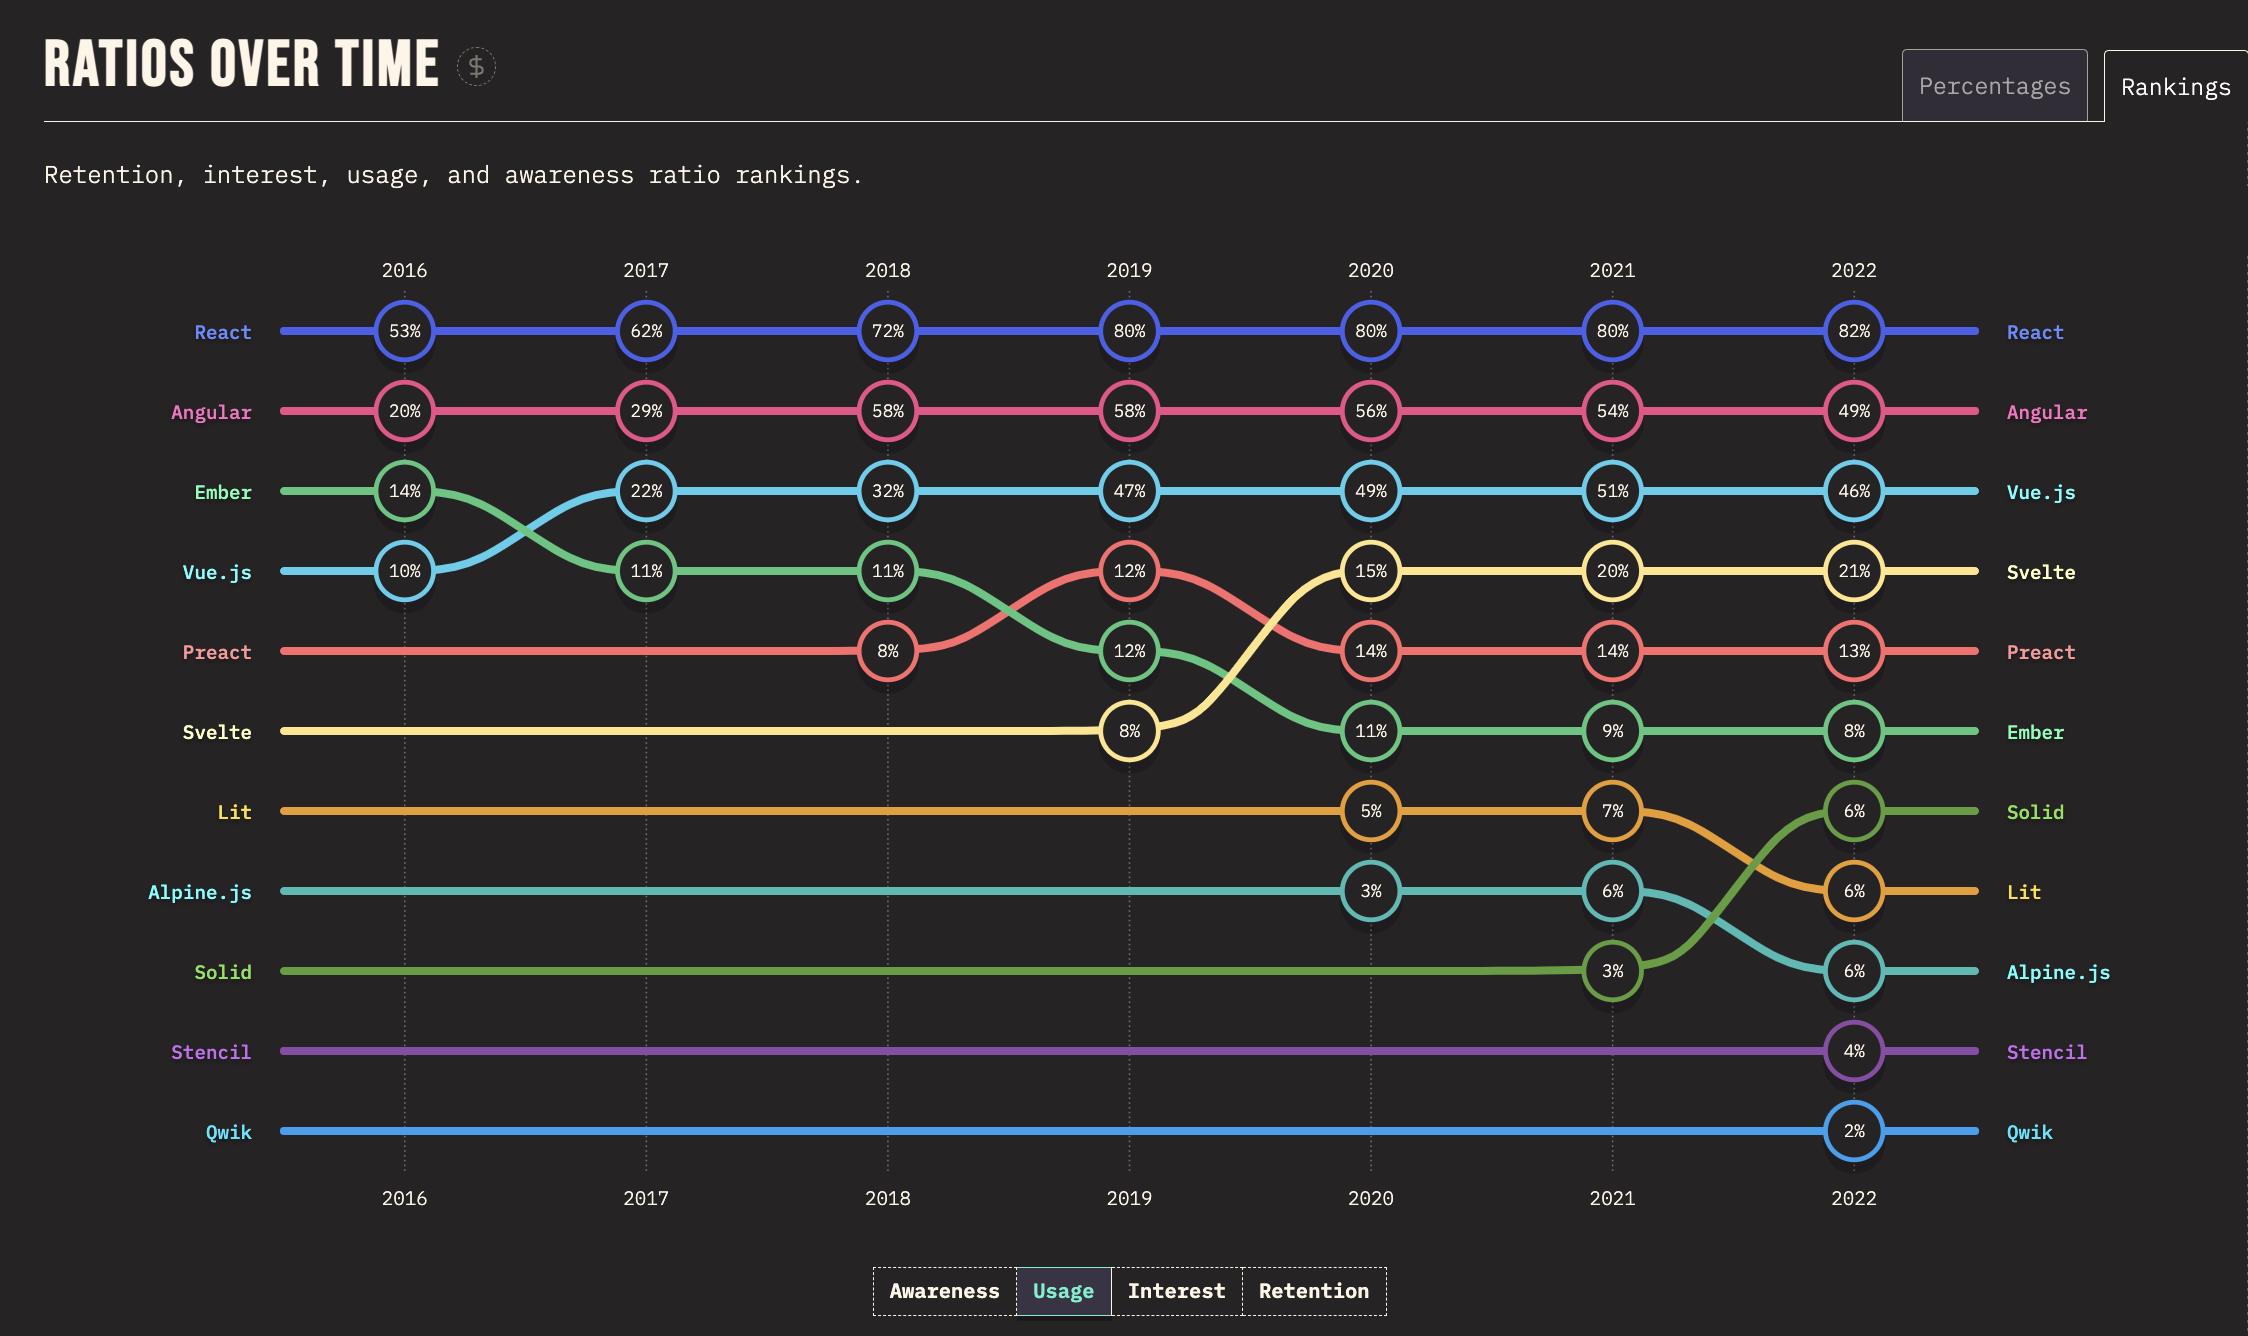 RATIOS OVER TIME $
Percentages Rankings
Retention, interest, usage, and awareness ratio rankings.
2016 2017 2018 2019 2020 2021 2022
React 53% 62% 72% 80% 80% 80% 82% React
Angular 20% 29% 58% 58% 56% 54% 49% Angular
Ember 14% 22% 32% 47% 49% 51% 46% Vue.js
Vue.js 10% 11% 11% 12% 15% 20% 21% Svelte
Preact 8% 12% 14% 14% 13% Preact
Svelte 8% 11% 9% 8% Ember
Lit 5% 7% 6% Solid
Alpine.js 3% 6% 6% Lit
Solid 3% 6% Alpine.js
Stencil 4% Stencil
Qwik 2% Qwik
2016 2017 2018 2019 2020 2021 2022
Awareness Usage Interest Retention